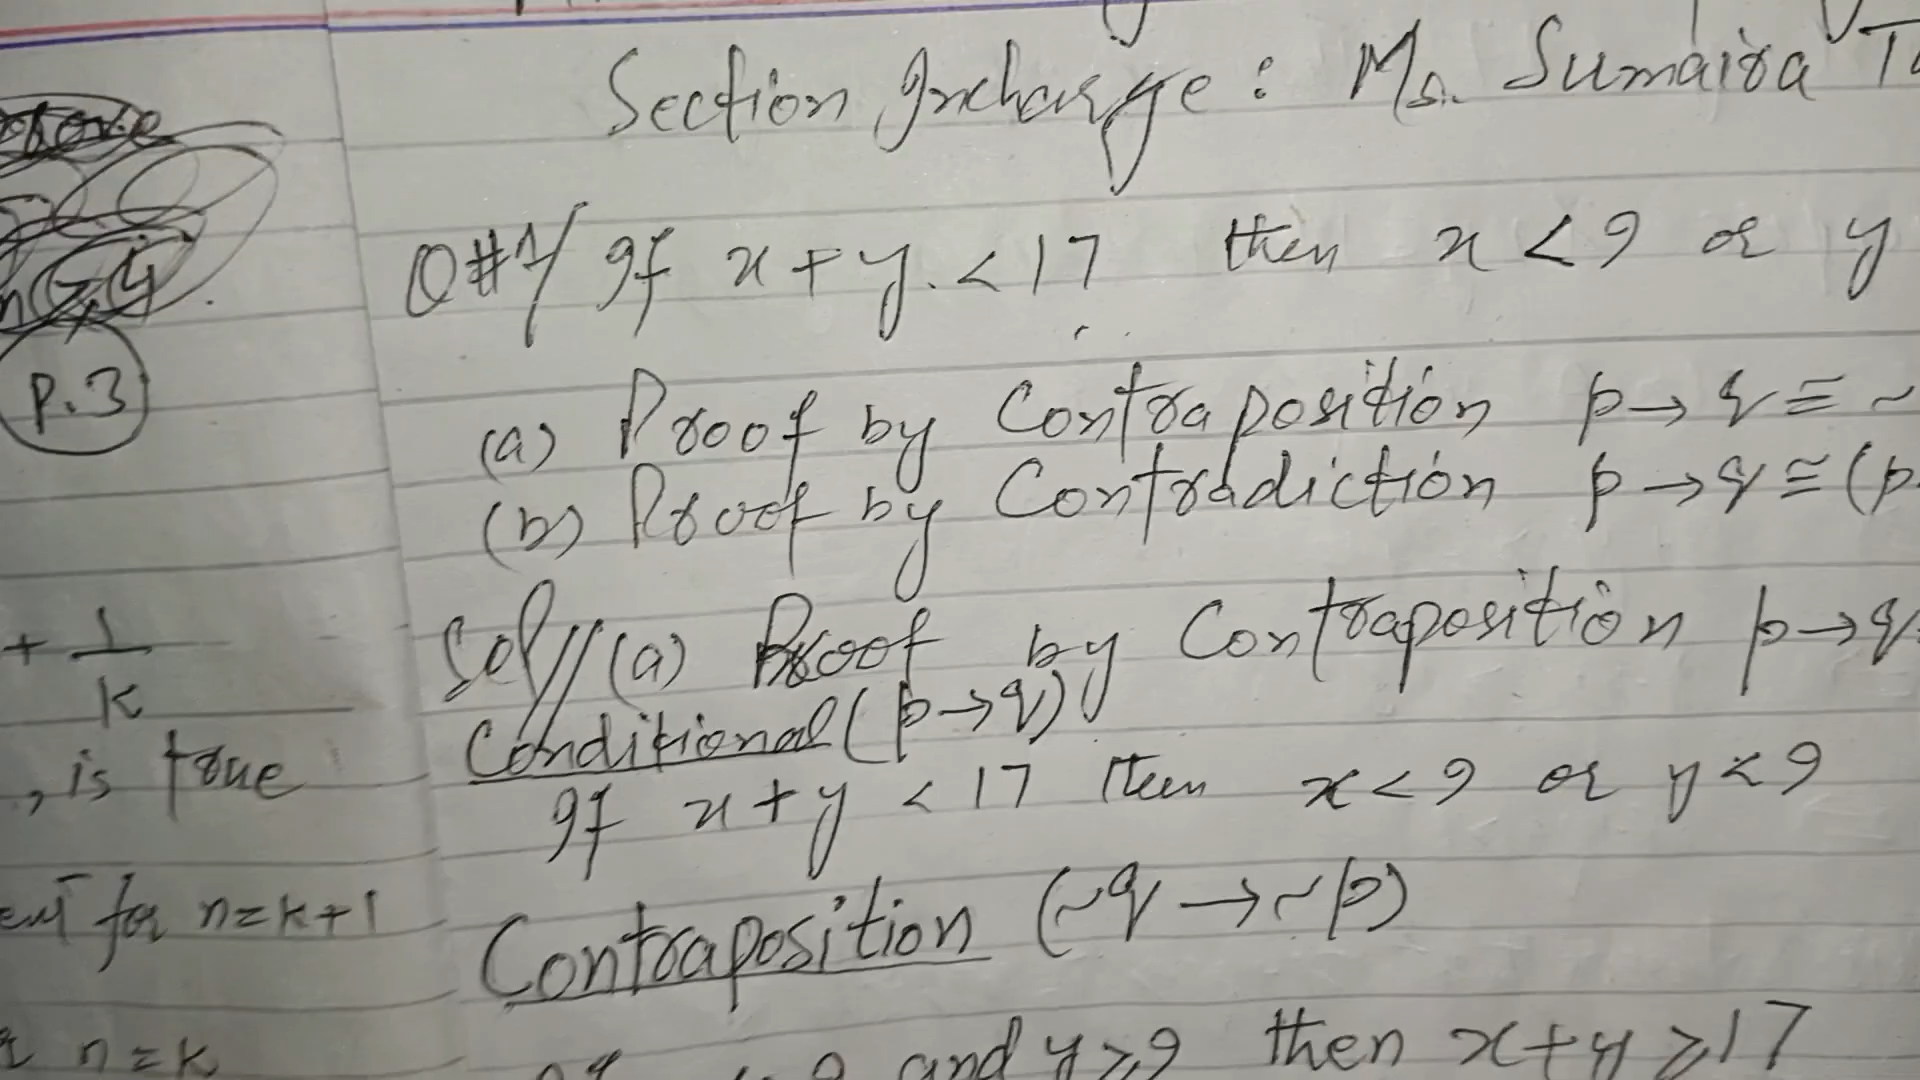 Section Incharge: Ms. Sumaira
Q#1/ If x + y < 17 then x < 9 or y
(a) Proof by Contraposition p → q ≡ ~
(b) Proof by Contradiction p → q ≅ (p
P.3
Sol// (a) Proof by Contraposition p → q
Conditional (p → q)
If x + y < 17 then x < 9 or y < 9
Contraposition (~q → ~p)
and y ⩾ 9 then x + y ⩾ 17
+ 1/k
, is true
for n = k + 1
n = k